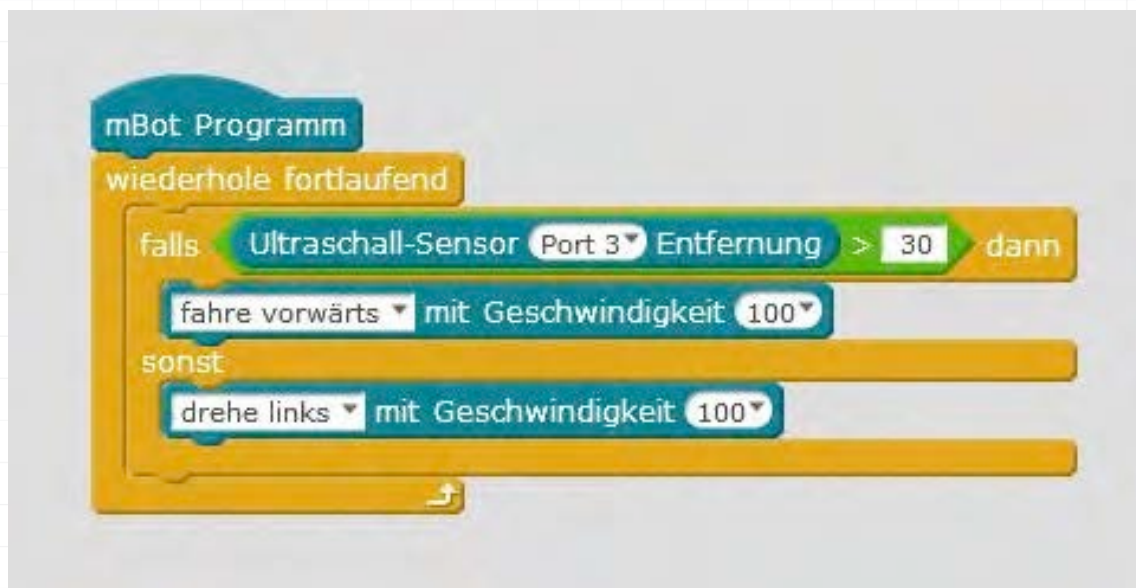 mBot Programm
wiederhole fortlaufend
falls Ultraschall-Sensor Port 3 Entfernung > 30 dann
fahre vorwärts mit Geschwindigkeit 100
sonst
drehe links mit Geschwindigkeit 100